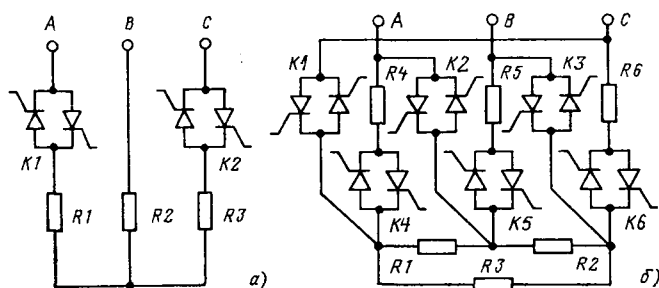 A B C
K1 K2
R1 R2 R3
а)
A B C
K1 R4 K2 R5 K3 R6
K4 K5 K6
R1 R3 R2
б)